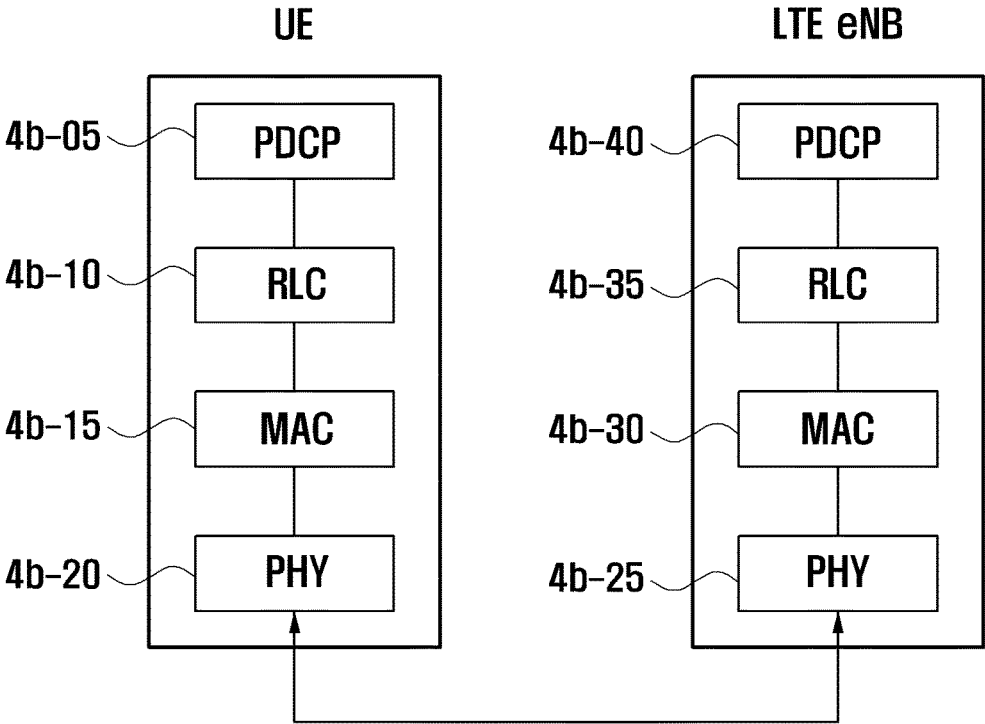 UE
LTE eNB
4b-05
PDCP
4b-40
PDCP
4b-10
RLC
4b-35
RLC
4b-15
MAC
4b-30
MAC
4b-20
PHY
4b-25
PHY